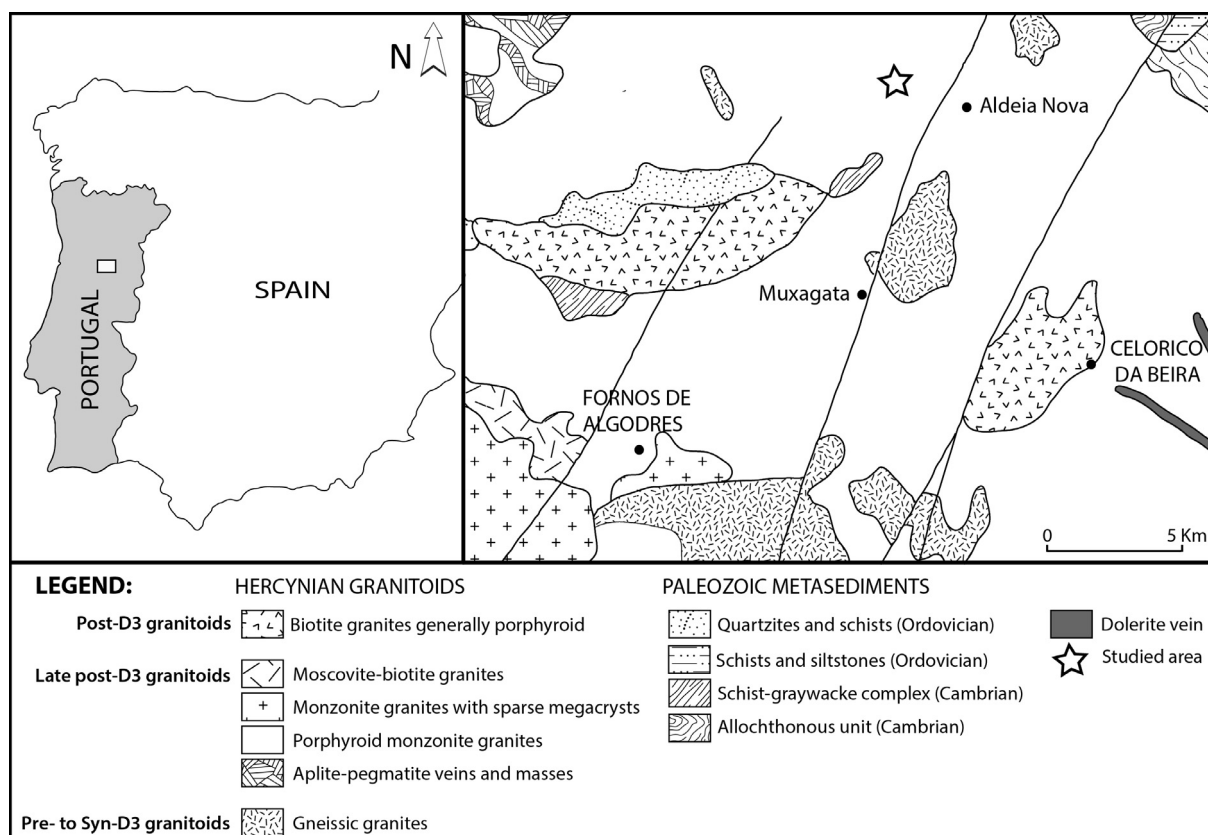 N
PORTUGAL
SPAIN
Aldeia Nova
Muxagata
CELORICO
DA BEIRA
FORNOS DE
ALGODRES
0 5 Km
LEGEND:
HERCYNIAN GRANITOIDS
Post-D3 granitoids
Biotite granites generally porphyroid
Late post-D3 granitoids
Moscovite-biotite granites
Monzonite granites with sparse megacrysts
Porphyroid monzonite granites
Aplite-pegmatite veins and masses
Pre- to Syn-D3 granitoids
Gneissic granites
PALEOZOIC METASEDIMENTS
Quartzites and schists (Ordovician)
Schists and siltstones (Ordovician)
Schist-graywacke complex (Cambrian)
Allochthonous unit (Cambrian)
Dolerite vein
Studied area